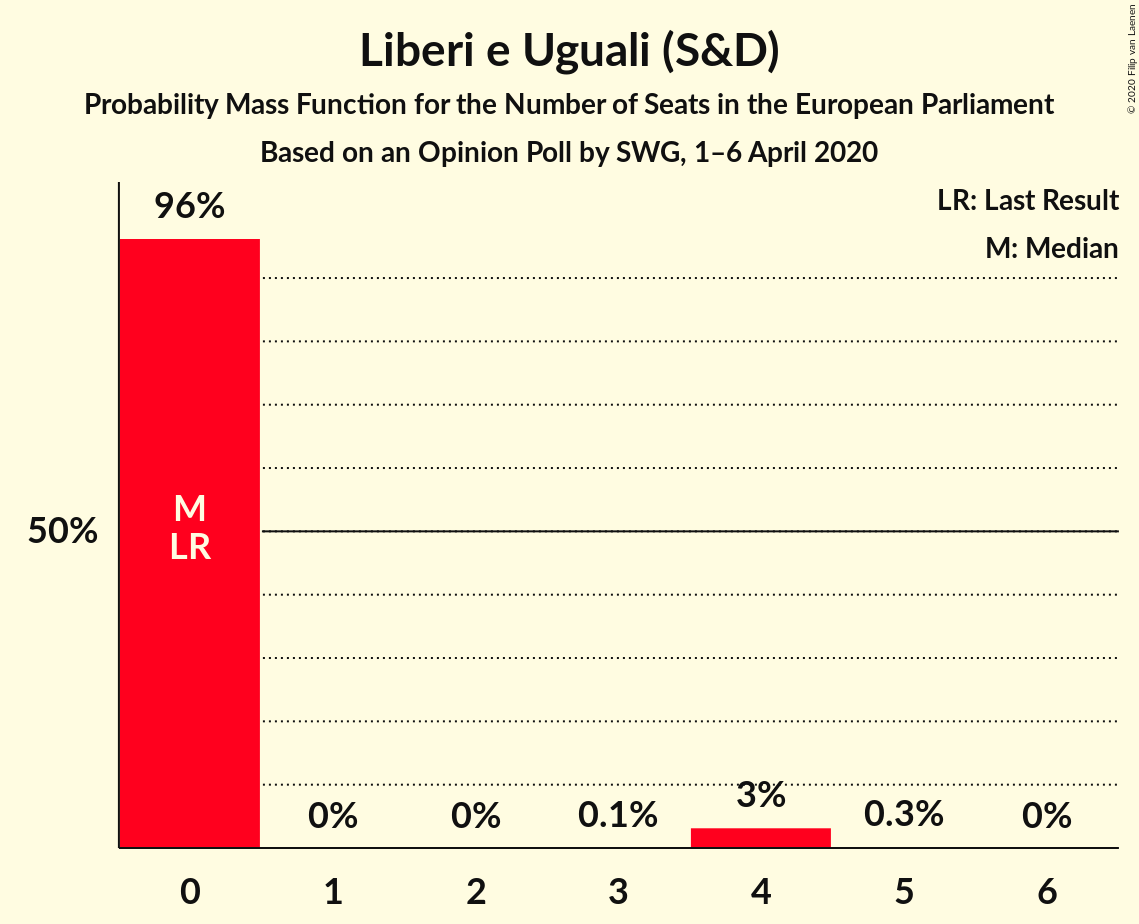 Liberi e Uguali (S&D)
Probability Mass Function for the Number of Seats in the European Parliament
Based on an Opinion Poll by SWG, 1–6 April 2020
© 2020 Filip van Laenen
LR: Last Result
M: Median
96%
M
LR
50%
0%
0%
0.1%
3%
0.3%
0%
0
1
2
3
4
5
6